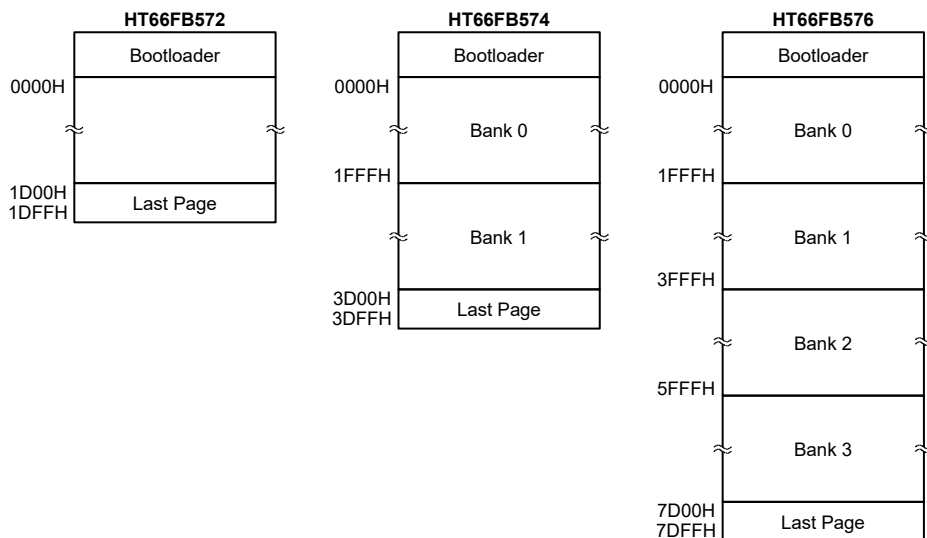 HT66FB572
Bootloader
0000H
1D00H
1DFFH
Last Page
HT66FB574
Bootloader
0000H
Bank 0
1FFFH
Bank 1
3D00H
3DFFH
Last Page
HT66FB576
Bootloader
0000H
Bank 0
1FFFH
Bank 1
3FFFH
Bank 2
5FFFH
Bank 3
7D00H
7DFFH
Last Page